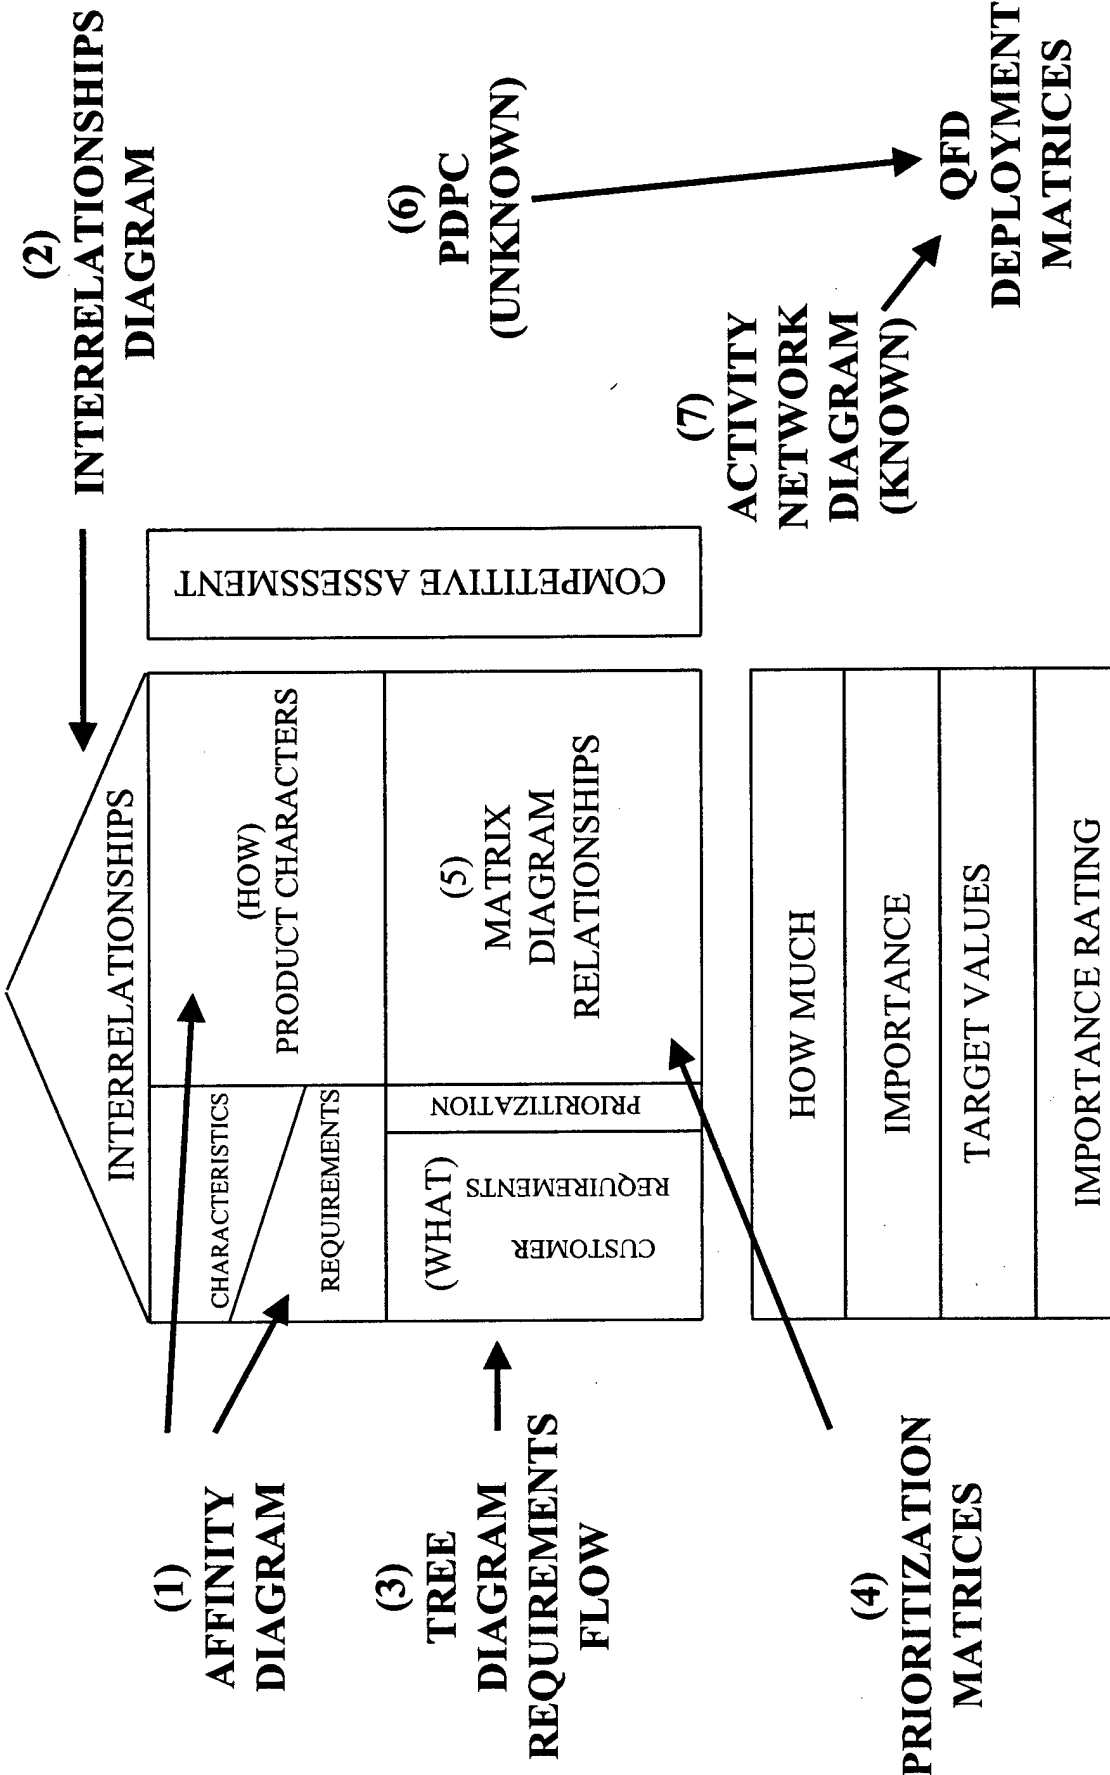 (2)
INTERRELATIONSHIPS
DIAGRAM
INTERRELATIONSHIPS
(1)
AFFINITY
DIAGRAM
CHARACTERISTICS
REQUIREMENTS
(HOW)
PRODUCT CHARACTERS
COMPETITIVE ASSESSMENT
(3)
TREE
DIAGRAM
REQUIREMENTS
FLOW
(WHAT)
CUSTOMER
REQUIREMENTS
PRIORITIZATION
(5)
MATRIX
DIAGRAM
RELATIONSHIPS
(6)
PDPC
(UNKNOWN)
(7)
ACTIVITY
NETWORK
DIAGRAM
(KNOWN)
(4)
PRIORITIZATION
MATRICES
HOW MUCH
IMPORTANCE
TARGET VALUES
IMPORTANCE RATING
QFD
DEPLOYMENT
MATRICES